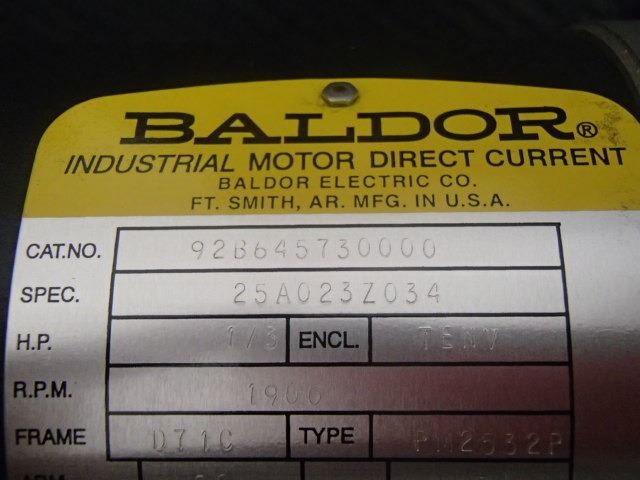 BALDOR®
INDUSTRIAL MOTOR DIRECT CURRENT
BALDOR ELECTRIC CO.
FT. SMITH, AR. MFG. IN U.S.A.
CAT.NO. 92B645730000
SPEC. 25A023Z034
H.P. 1/3 ENCL. TENV
R.P.M. 1900
FRAME D71C TYPE PM2532P